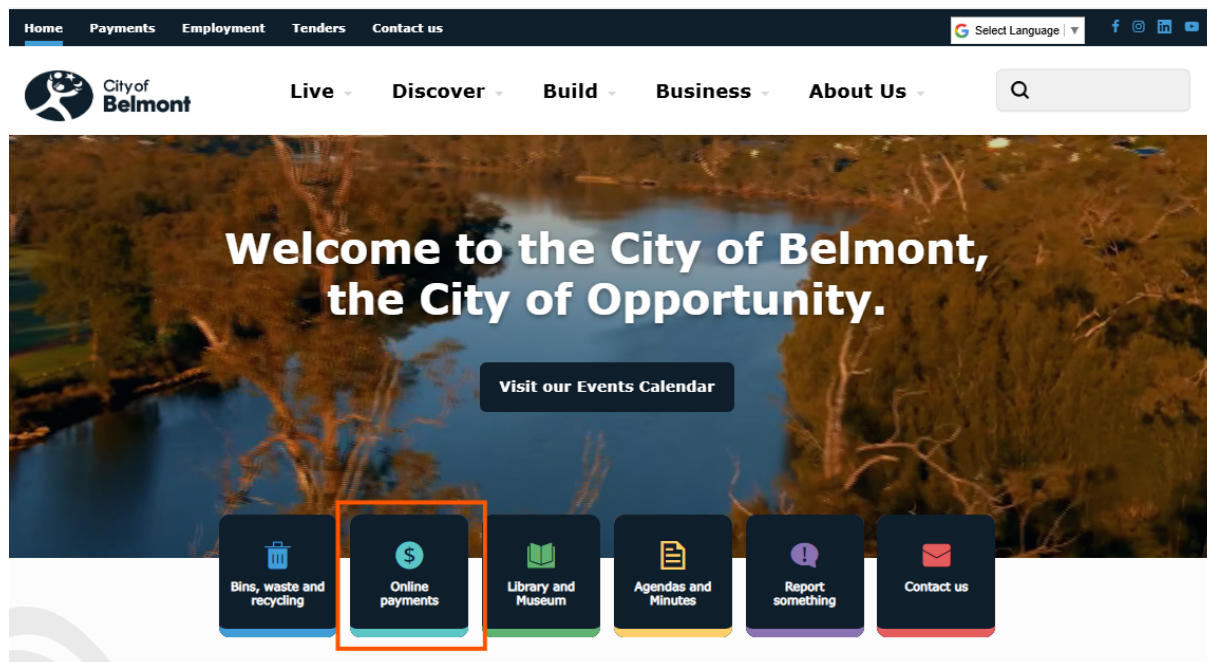 Home Payments Employment Tenders Contact us
Select Language
City of
Belmont
Live Discover Build Business About Us
Welcome to the City of Belmont,
the City of Opportunity.
Visit our Events Calendar
Bins, waste and
recycling
Online
payments
Library and
Museum
Agendas and
Minutes
Report
something
Contact us